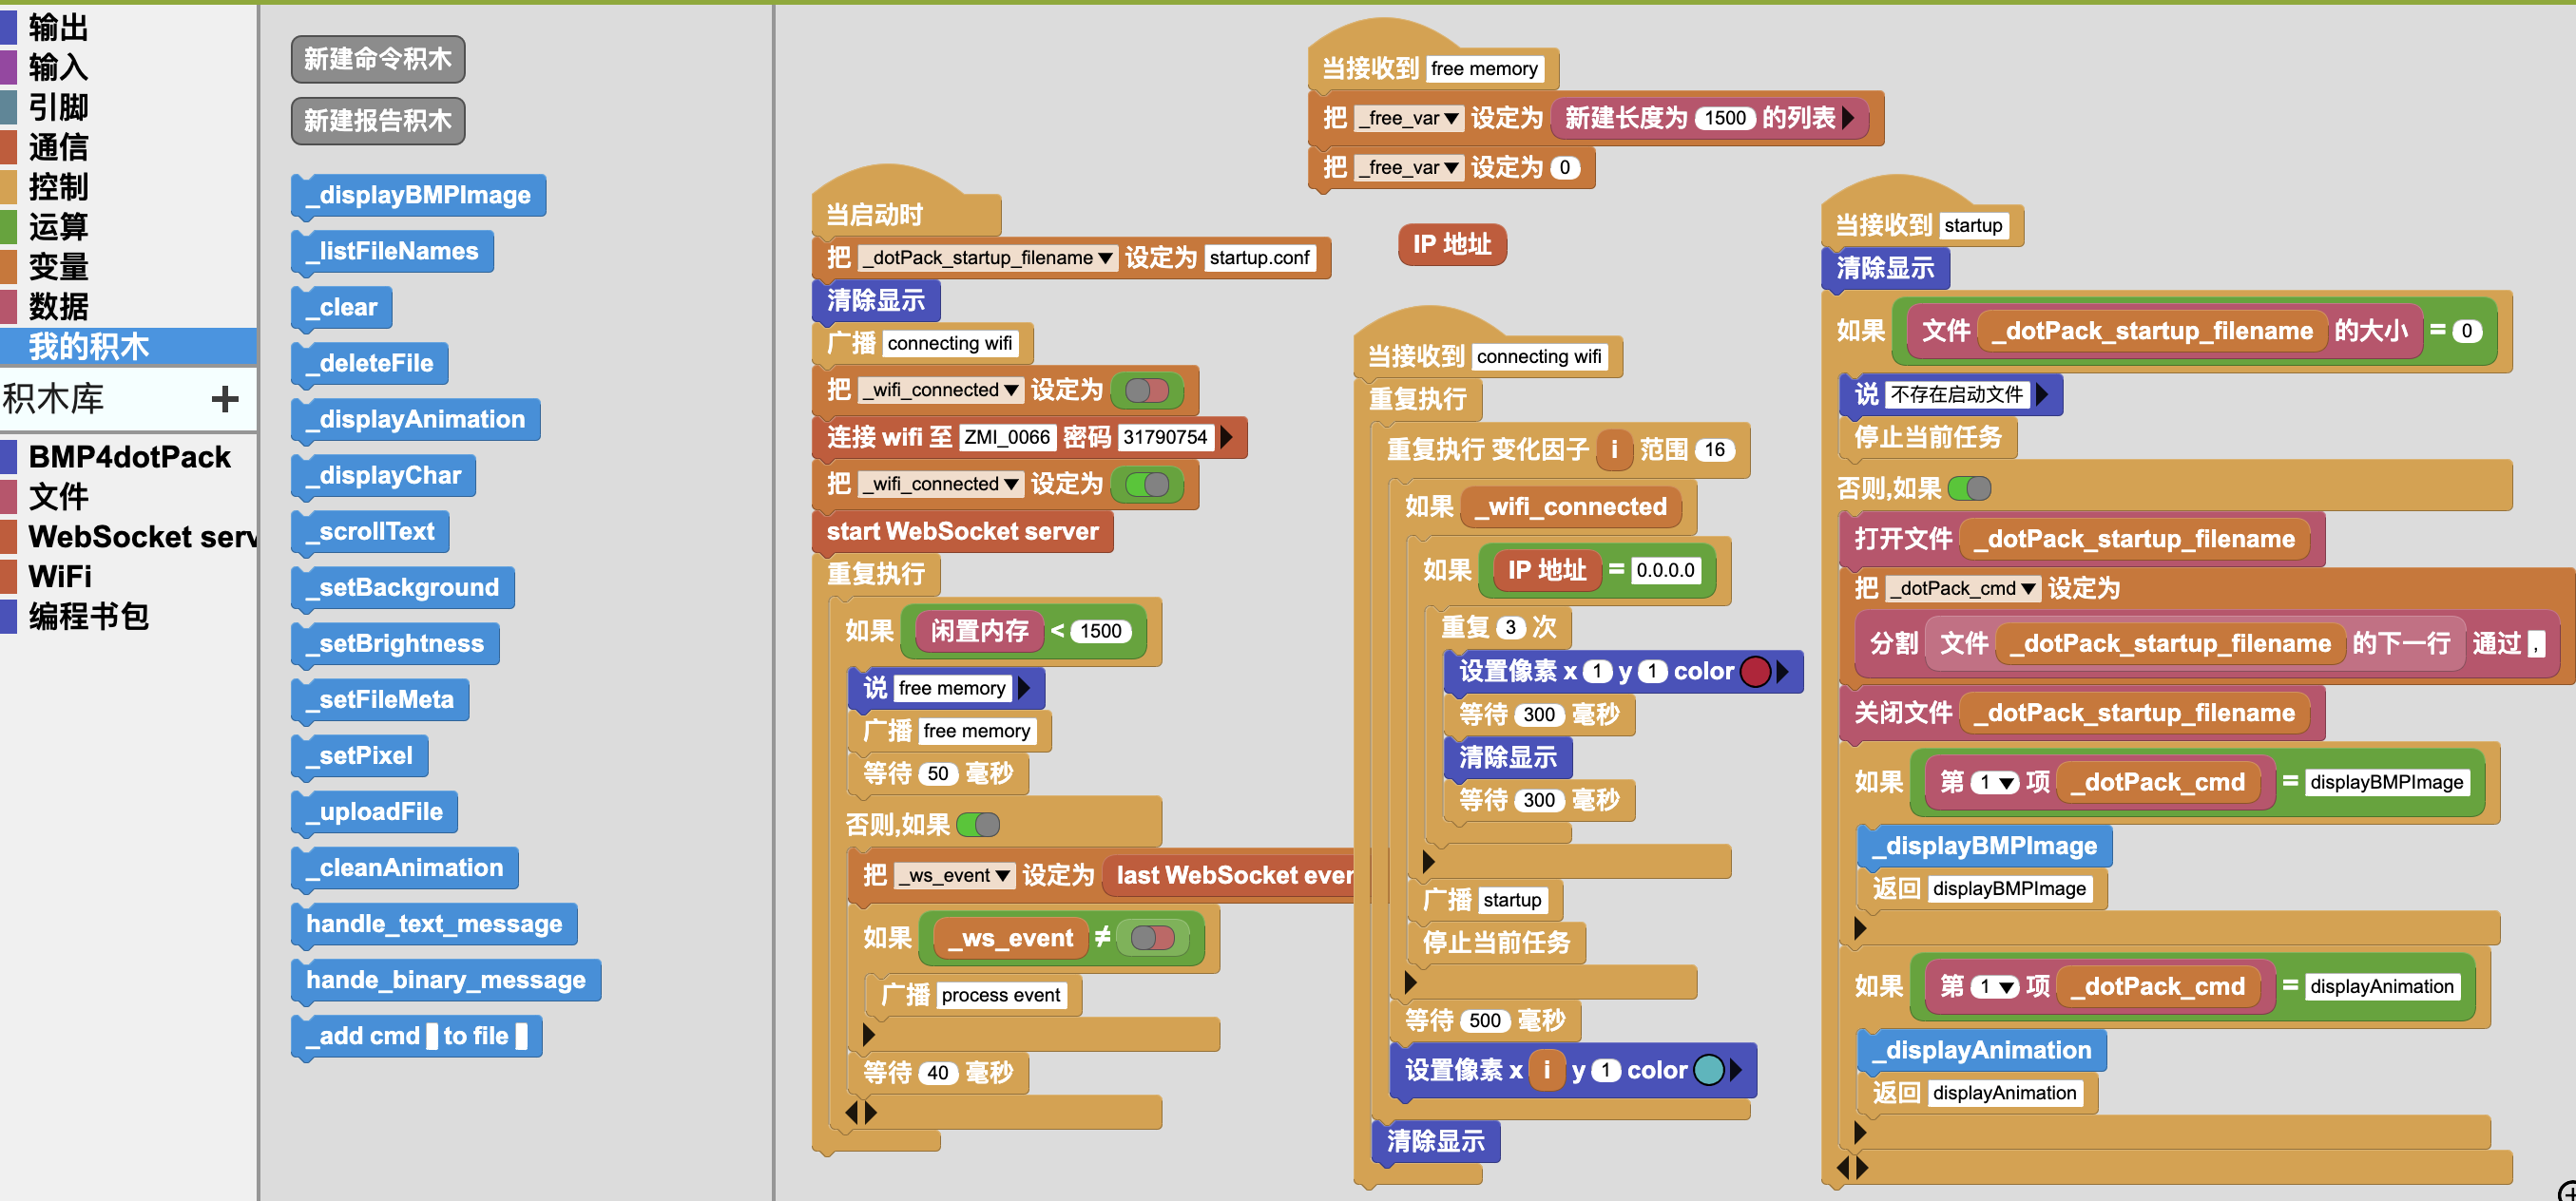 输出
输入
引脚
通信
控制
运算
变量
数据
我的积木
积木库 +
BMP4dotPack
文件
WebSocket serv
WiFi
编程书包
新建命令积木
新建报告积木
_displayBMPImage
_listFileNames
_clear
_deleteFile
_displayAnimation
_displayChar
_scrollText
_setBackground
_setBrightness
_setFileMeta
_setPixel
_uploadFile
_cleanAnimation
handle_text_message
hande_binary_message
_add cmd to file
当启动时
把 _dotPack_startup_filename 设定为 startup.conf
清除显示
广播 connecting wifi
把 _wifi_connected 设定为
连接 wifi 至 ZMI_0066 密码 31790754
把 _wifi_connected 设定为
start WebSocket server
重复执行
如果 闲置内存 < 1500
说 free memory
广播 free memory
等待 50 毫秒
否则,如果
把 _ws_event 设定为 last WebSocket ever
如果 _ws_event ≠
广播 process event
等待 40 毫秒
当接收到 free memory
把 _free_var 设定为 新建长度为 1500 的列表
把 _free_var 设定为 0
IP 地址
当接收到 connecting wifi
重复执行
重复执行 变化因子 i 范围 16
如果 _wifi_connected
如果 IP 地址 = 0.0.0.0
重复 3 次
设置像素 x 1 y 1 color
等待 300 毫秒
清除显示
等待 300 毫秒
广播 startup
停止当前任务
等待 500 毫秒
设置像素 x i y 1 color
清除显示
当接收到 startup
清除显示
如果 文件 _dotPack_startup_filename 的大小 = 0
说 不存在启动文件
停止当前任务
否则,如果
打开文件 _dotPack_startup_filename
把 _dotPack_cmd 设定为
分割 文件 _dotPack_startup_filename 的下一行 通过 ,
关闭文件 _dotPack_startup_filename
如果 第 1 项 _dotPack_cmd = displayBMPImage
_displayBMPImage
返回 displayBMPImage
如果 第 1 项 _dotPack_cmd = displayAnimation
_displayAnimation
返回 displayAnimation